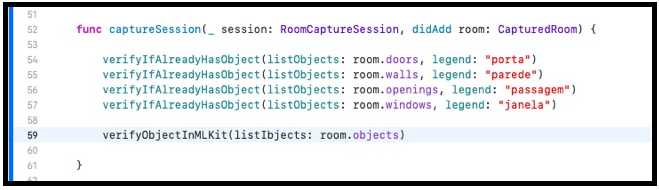 51
52 func captureSession(_ session: RoomCaptureSession, didAdd room: CapturedRoom) {
53
54 verifyIfAlreadyHasObject(listObjects: room.doors, legend: "porta")
55 verifyIfAlreadyHasObject(listObjects: room.walls, legend: "parede")
56 verifyIfAlreadyHasObject(listObjects: room.openings, legend: "passagem")
57 verifyIfAlreadyHasObject(listObjects: room.windows, legend: "janela")
58
59 verifyObjectInMLKit(listIbjects: room.objects)
60
61 }
62